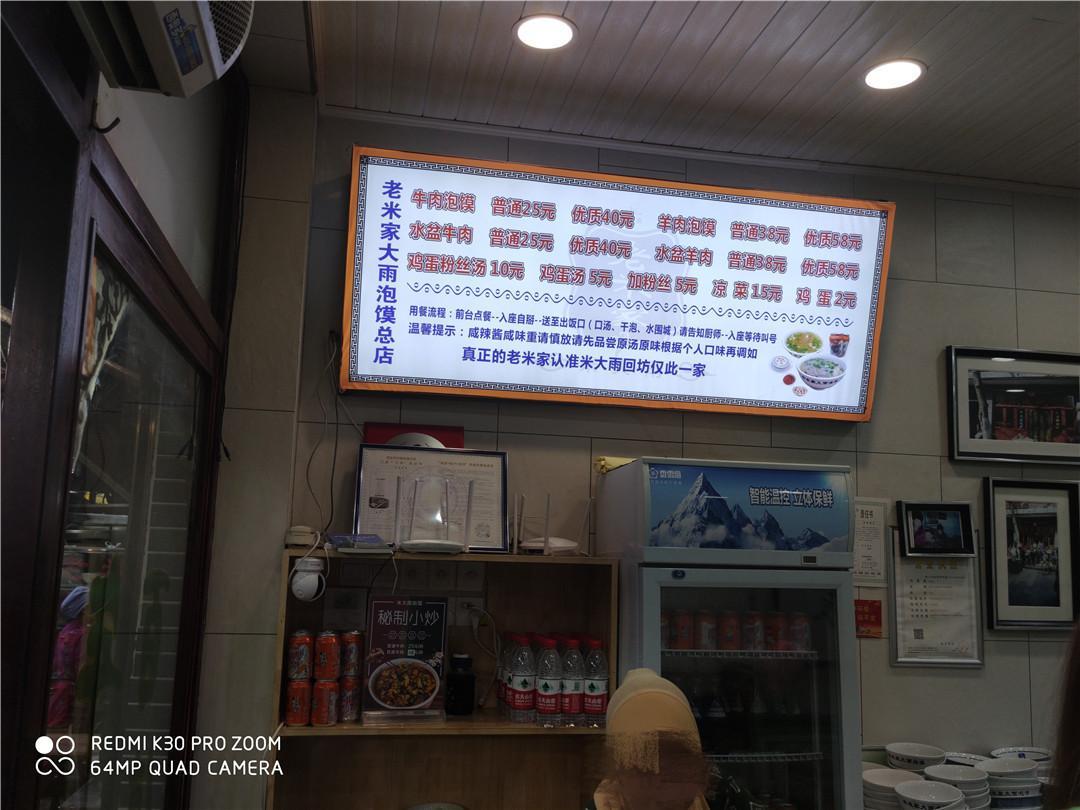 老米家大雨泡馍总店
牛肉泡馍 普通25元 优质40元 羊肉泡馍 普通38元 优质58元
水盆牛肉 普通25元 优质40元 水盆羊肉 普通38元 优质58元
鸡蛋粉丝汤 10元 鸡蛋汤 5元 加粉丝 5元 凉 菜 15元 鸡 蛋 2元
用餐流程：前台点餐--入座自掰--送至出饭口（口汤、干泡、水围城）请告知厨师--入座等待叫号
温馨提示：咸辣酱咸味重请慎放请先品尝原汤原味根据个人口味再调如
真正的老米家认准米大雨回坊仅此一家
智能温控 立体保鲜
秘制小炒
责任书
REDMI K30 PRO ZOOM
64MP QUAD CAMERA